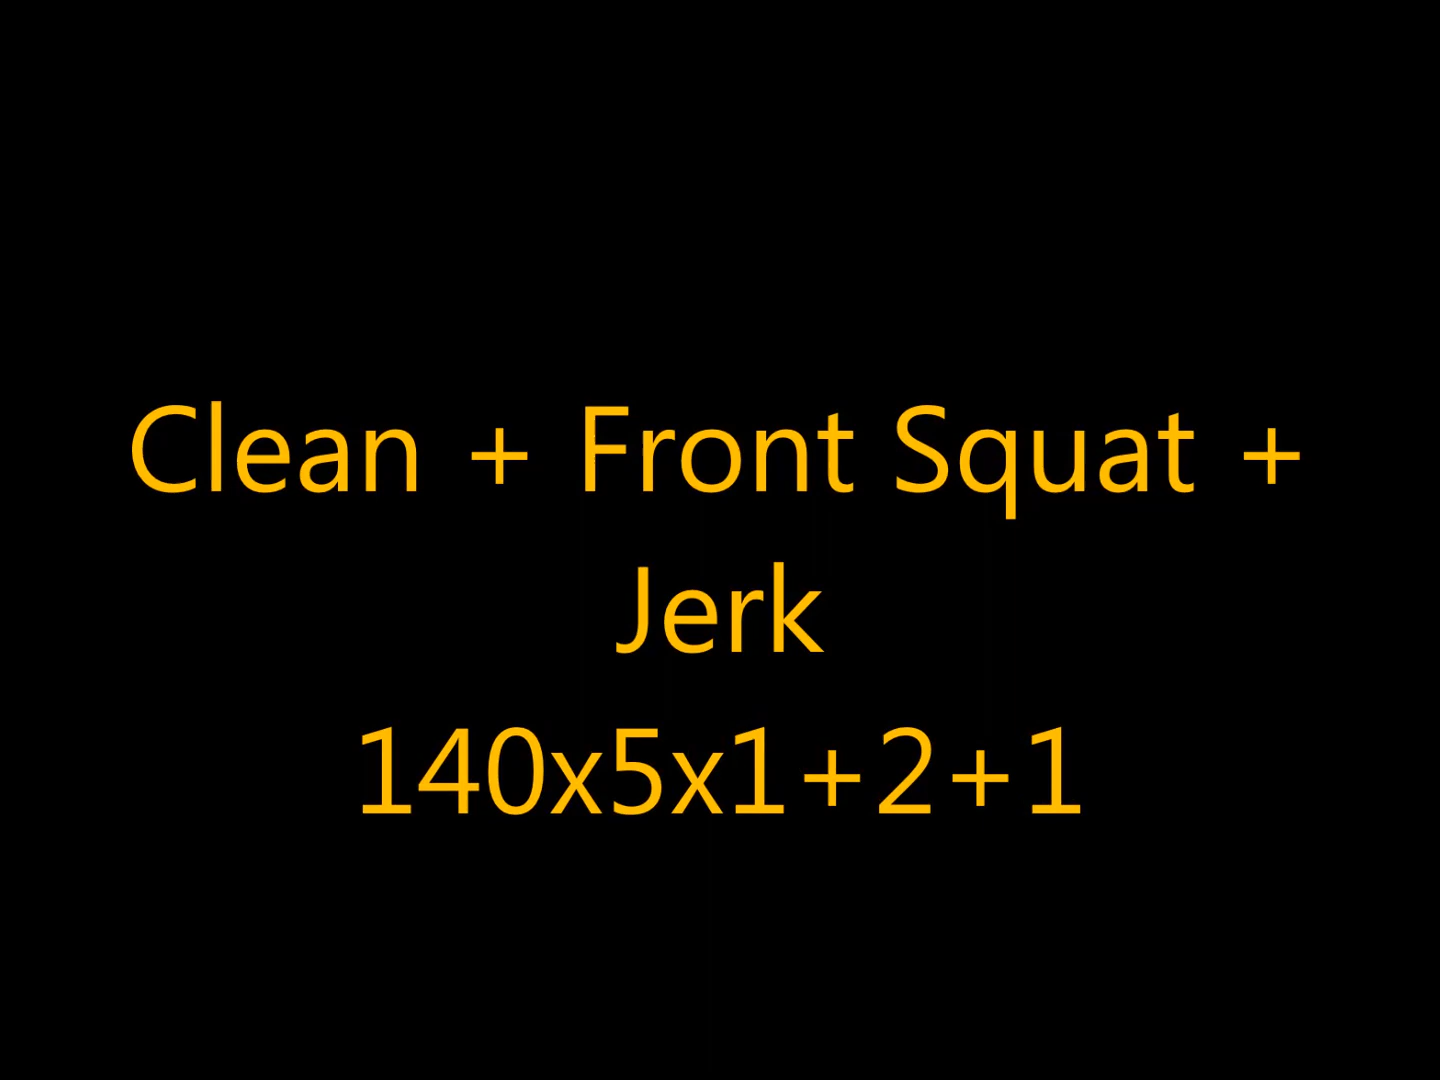 Clean + Front Squat +
Jerk
140x5x1+2+1